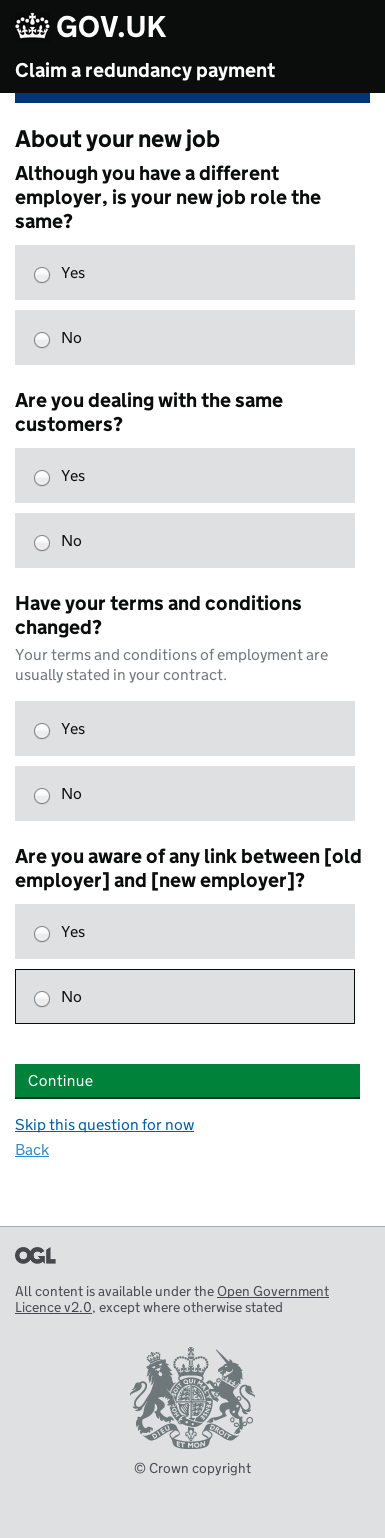 GOV.UK
Claim a redundancy payment
About your new job
Although you have a different
employer, is your new job role the
same?
Yes
No
Are you dealing with the same
customers?
Yes
No
Have your terms and conditions
changed?
Your terms and conditions of employment are
usually stated in your contract.
Yes
No
Are you aware of any link between [old
employer] and [new employer]?
Yes
No
Continue
Skip this question for now
Back
OGL
All content is available under the Open Government
Licence v2.0, except where otherwise stated
DIEU ET MON DROIT
© Crown copyright